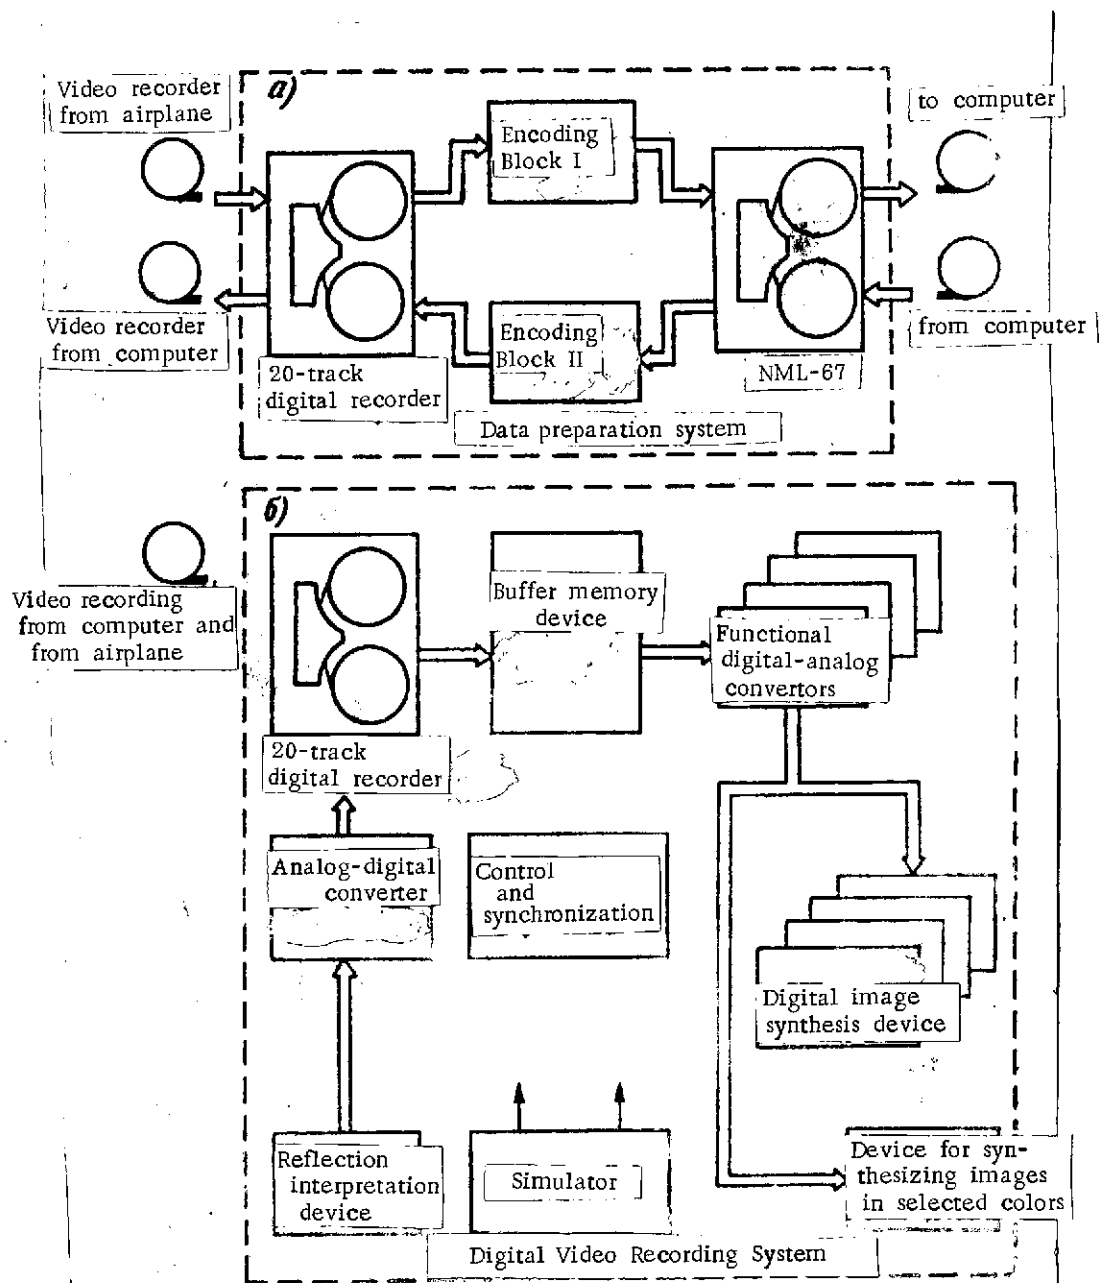 Video recorder
from airplane
а)
Encoding
Block I
to computer
Video recorder
from computer
Encoding
Block II
from computer
20-track
digital recorder
NML-67
Data preparation system
б)
Video recording
from computer and
from airplane
Buffer memory
device
Functional
digital-analog
convertors
20-track
digital recorder
Analog-digital
converter
Control
and
synchronization
Digital image
synthesis device
Reflection
interpretation
device
Simulator
Device for syn-
thesizing images
in selected colors
Digital Video Recording System